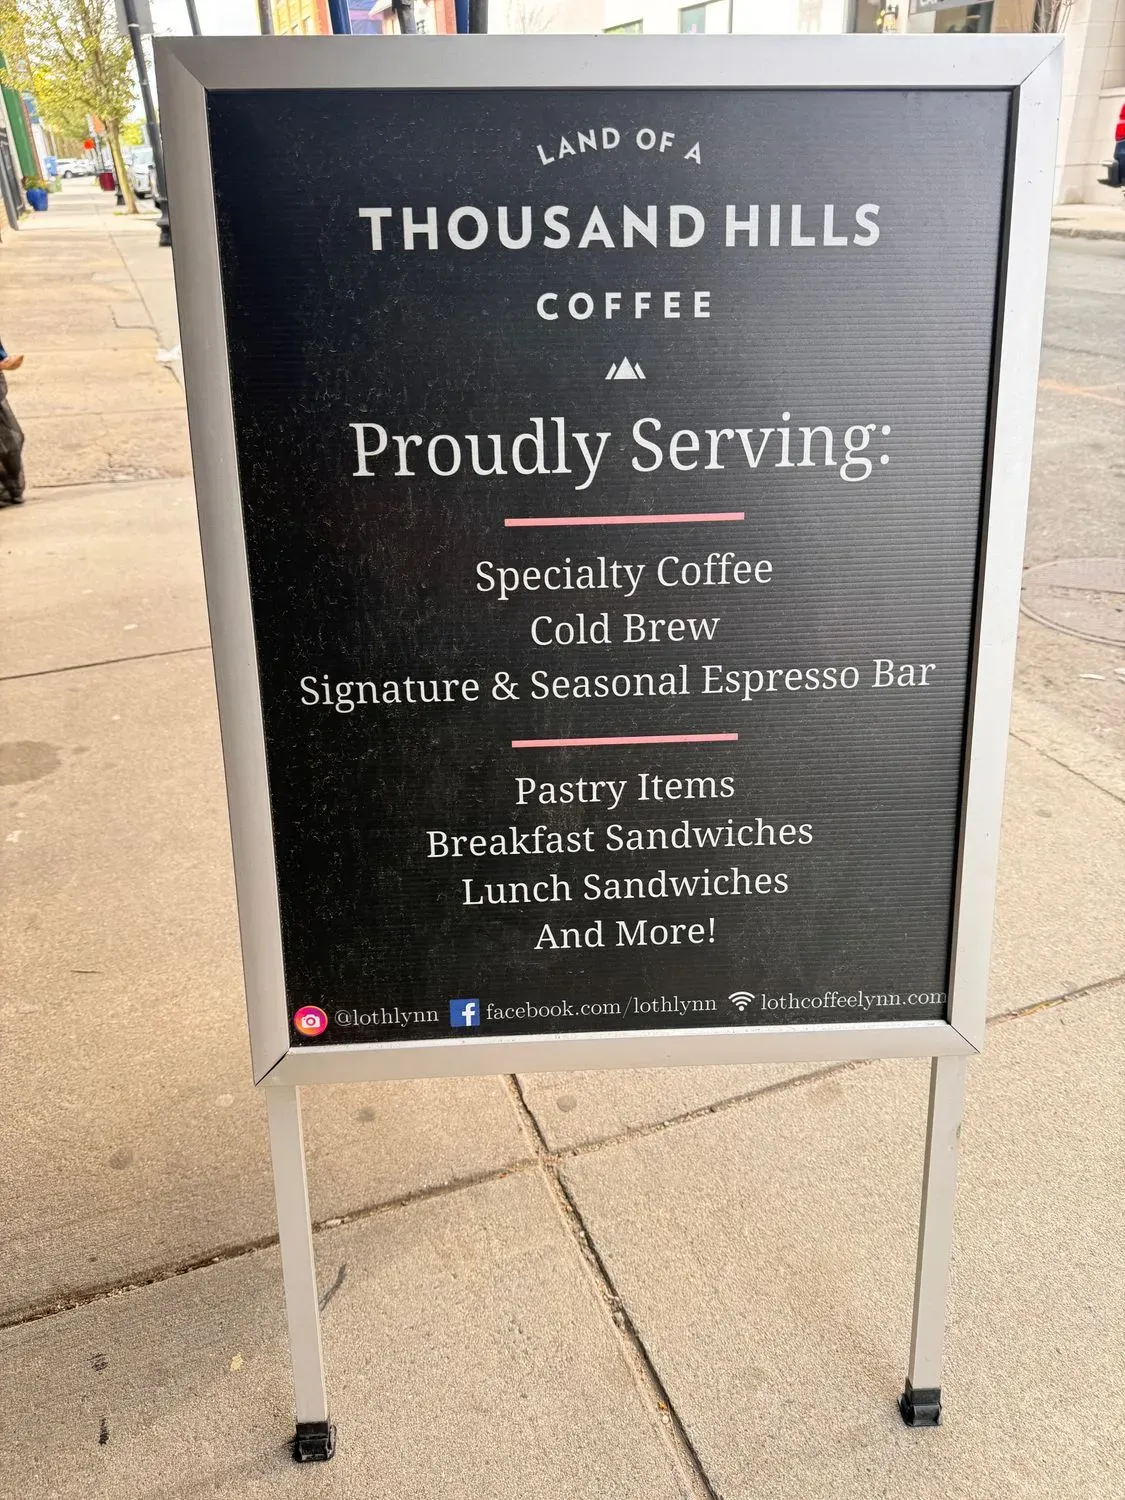 LAND OF A
THOUSAND HILLS
COFFEE
Proudly Serving:
Specialty Coffee
Cold Brew
Signature & Seasonal Espresso Bar
Pastry Items
Breakfast Sandwiches
Lunch Sandwiches
And More!
@lothlynn facebook.com/lothlynn lothcoffeelynn.com